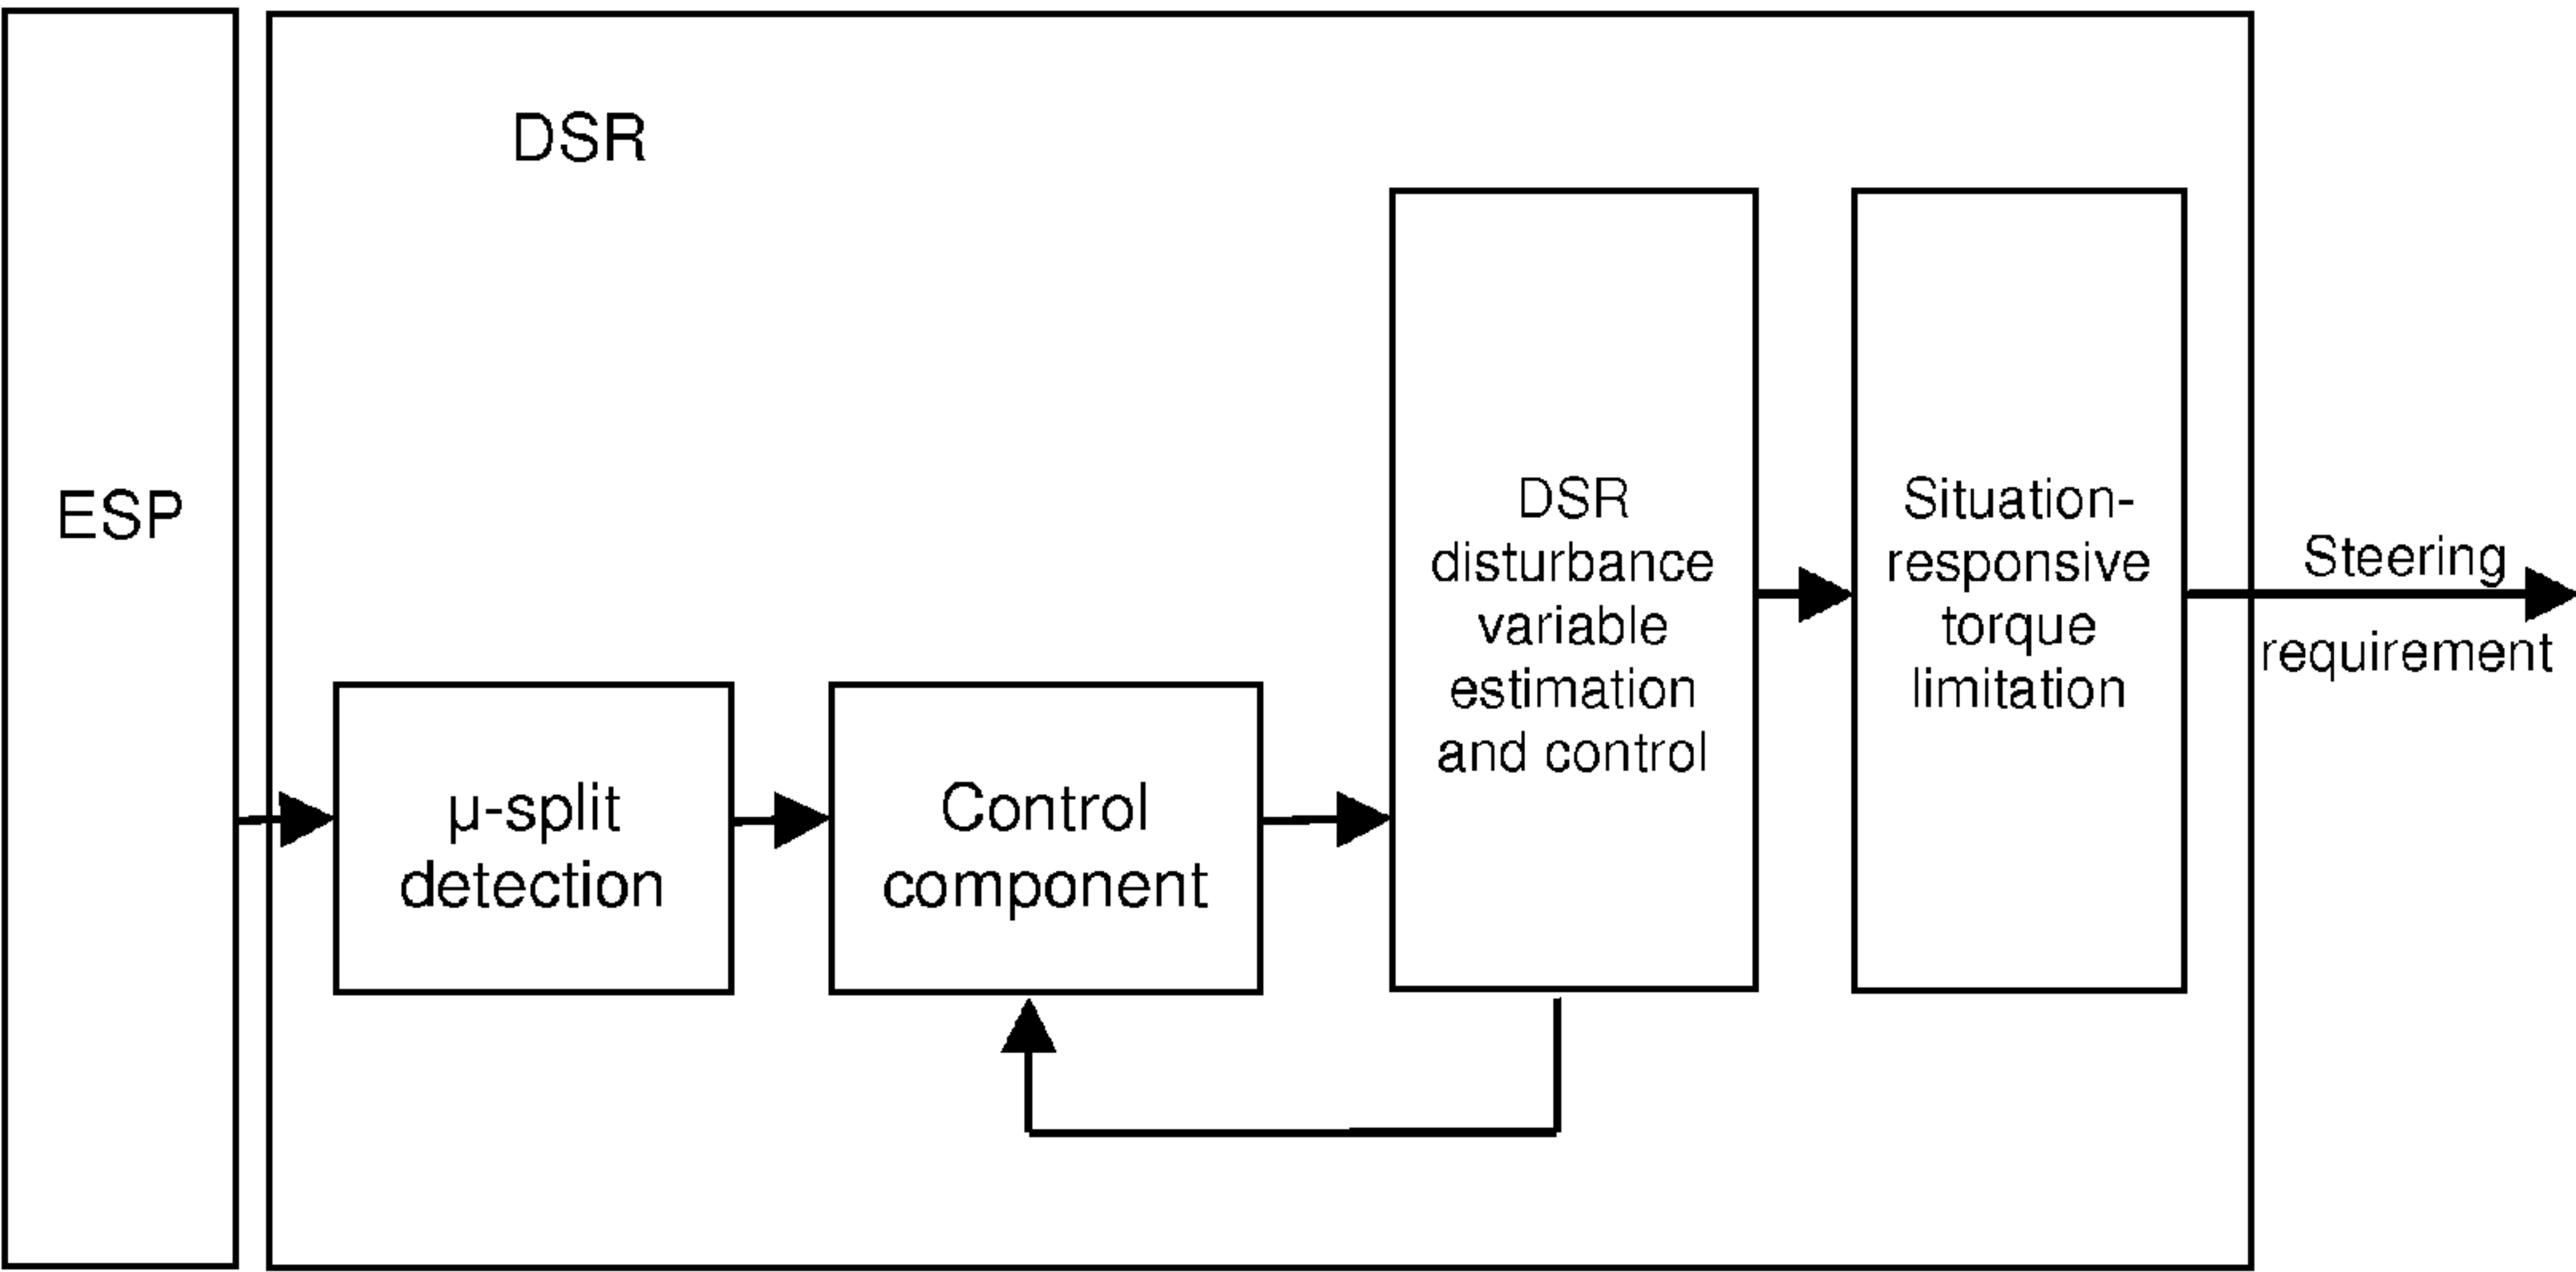 ESP
DSR
µ-split
detection
Control
component
DSR
disturbance
variable
estimation
and control
Situation-
responsive
torque
limitation
Steering
requirement